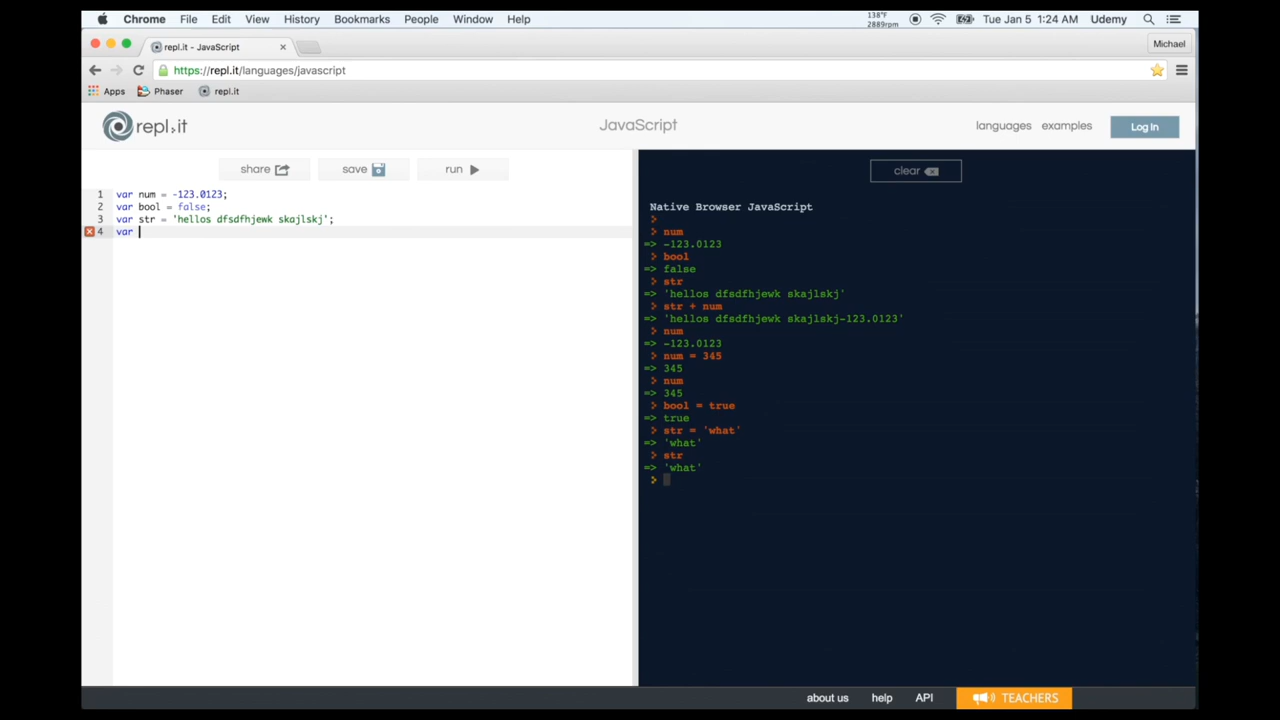 Chrome File Edit View History Bookmarks People Window Help 138°F 2889rpm Tue Jan 5 1:24 AM Udemy
repl.it - JavaScript Michael
https://repl.it/languages/javascript
Apps Phaser repl.it
repl.it JavaScript languages examples Log In
share save run clear
1 var num = -123.0123;
2 var bool = false;
3 var str = 'hellos dfsdfhjewk skajlskj';
4 var
Native Browser JavaScript
num
=> -123.0123
bool
=> false
str
=> 'hellos dfsdfhjewk skajlskj'
str + num
=> 'hellos dfsdfhjewk skajlskj-123.0123'
num
=> -123.0123
num = 345
=> 345
num
=> 345
bool = true
=> true
str = 'what'
=> 'what'
str
=> 'what'
about us help API TEACHERS